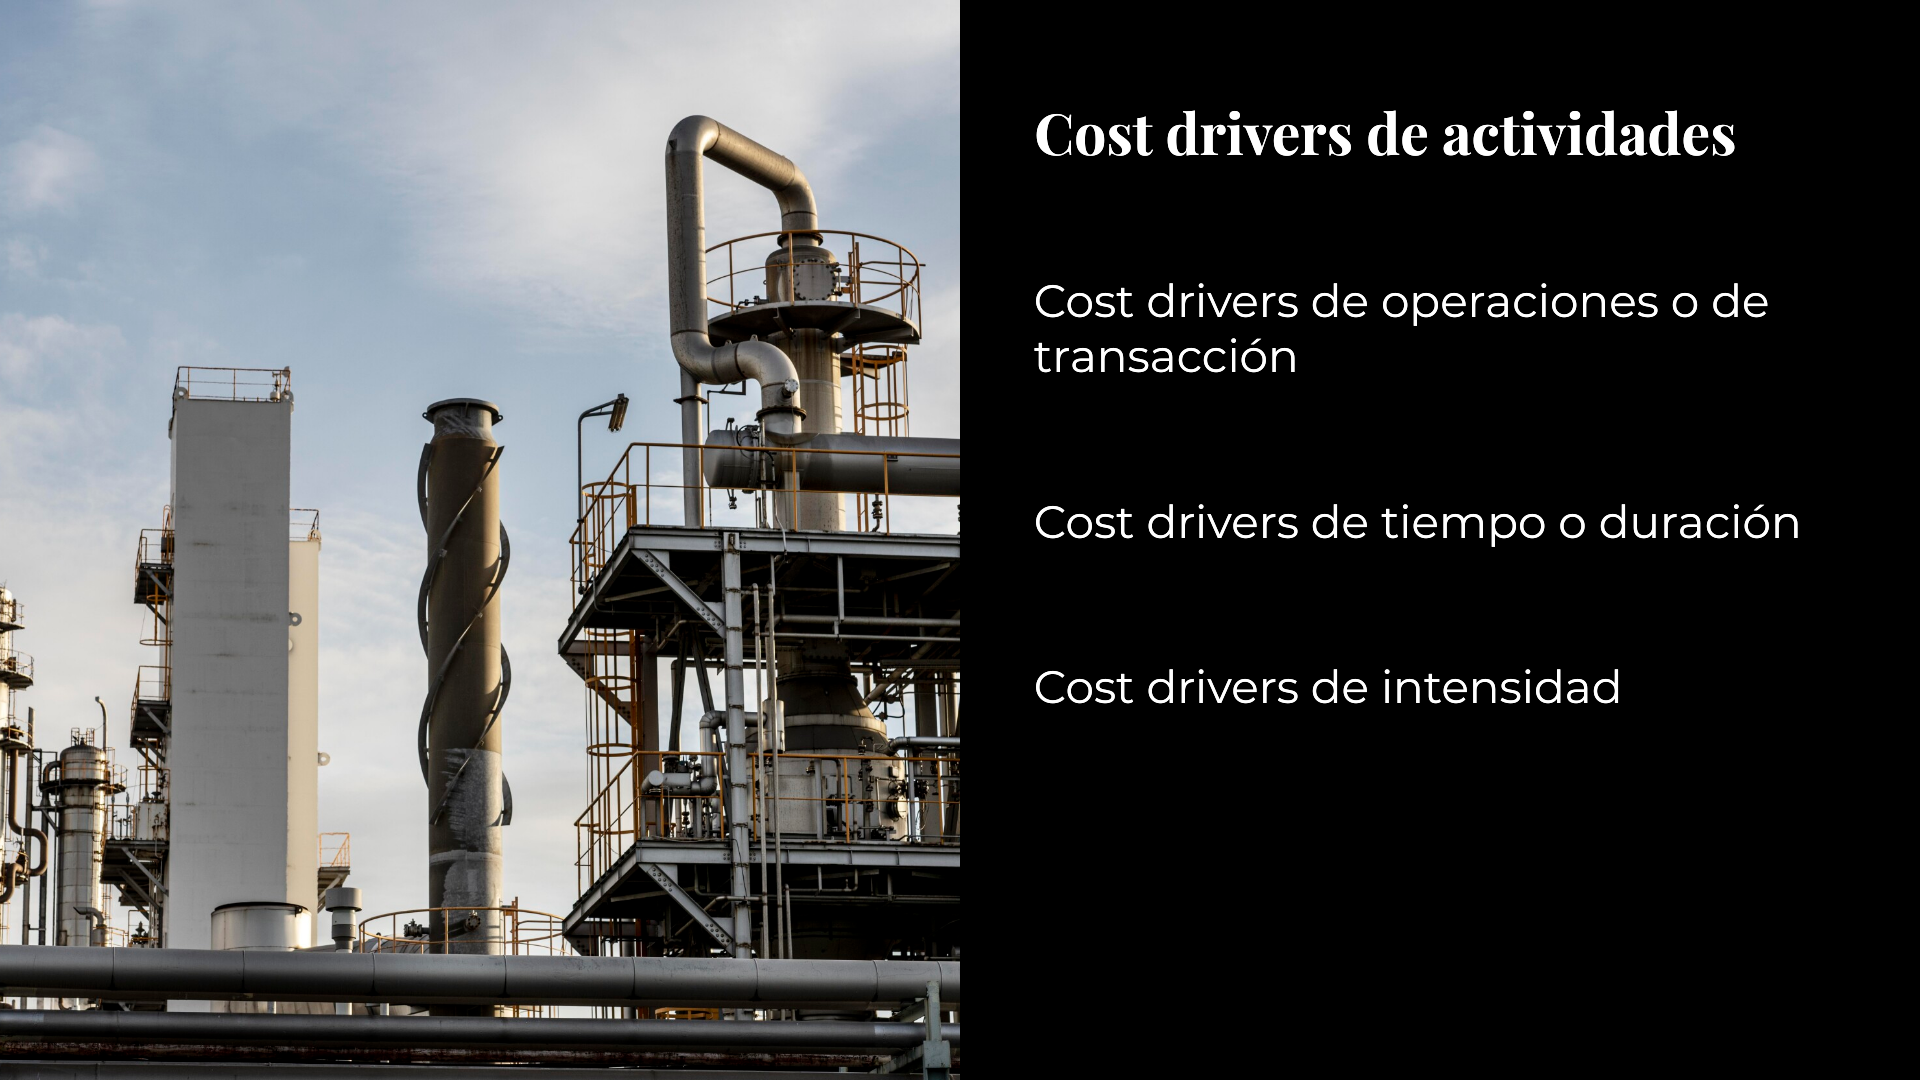 Cost drivers de actividades
Cost drivers de operaciones o de
transacción
Cost drivers de tiempo o duración
Cost drivers de intensidad